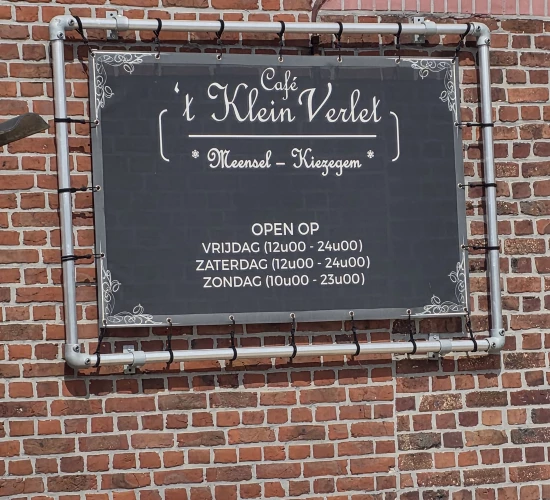 Café
't Klein Verlet
* Meensel – Kiezegem *
OPEN OP
VRIJDAG (12u00 - 24u00)
ZATERDAG (12u00 - 24u00)
ZONDAG (10u00 - 23u00)